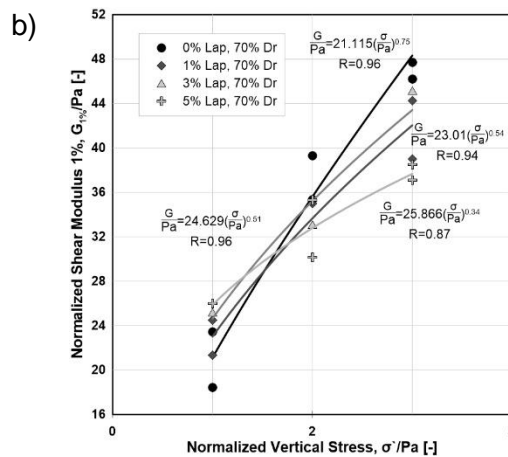 b)
Normalized Shear Modulus 1%, G1%/Pa [-]
52
48
44
40
36
32
28
24
20
16
0% Lap, 70% Dr
1% Lap, 70% Dr
3% Lap, 70% Dr
5% Lap, 70% Dr
G/Pa=21.115(σ/Pa)^0.75
R=0.96
G/Pa=23.01(σ/Pa)^0.54
R=0.94
G/Pa=24.629(σ/Pa)^0.51
R=0.96
G/Pa=25.866(σ/Pa)^0.34
R=0.87
0 1 2
Normalized Vertical Stress, σ`/Pa [-]